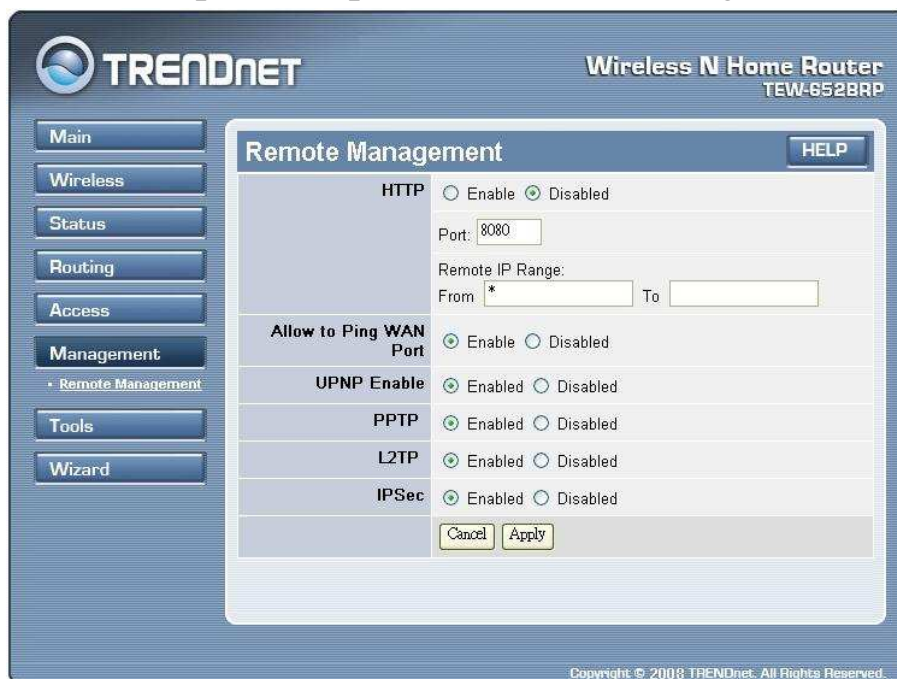 TRENDNET
Wireless N Home Router
TEW-652BRP
Main
Wireless
Status
Routing
Access
Management
• Remote Management
Tools
Wizard
Remote Management
HELP
HTTP
Enable Disabled
Port: 8080
Remote IP Range:
From * To
Allow to Ping WAN
Port
Enable Disabled
UPNP Enable
Enabled Disabled
PPTP
Enabled Disabled
L2TP
Enabled Disabled
IPSec
Enabled Disabled
Cancel Apply
Copyright © 2008 TRENDnet. All Rights Reserved.